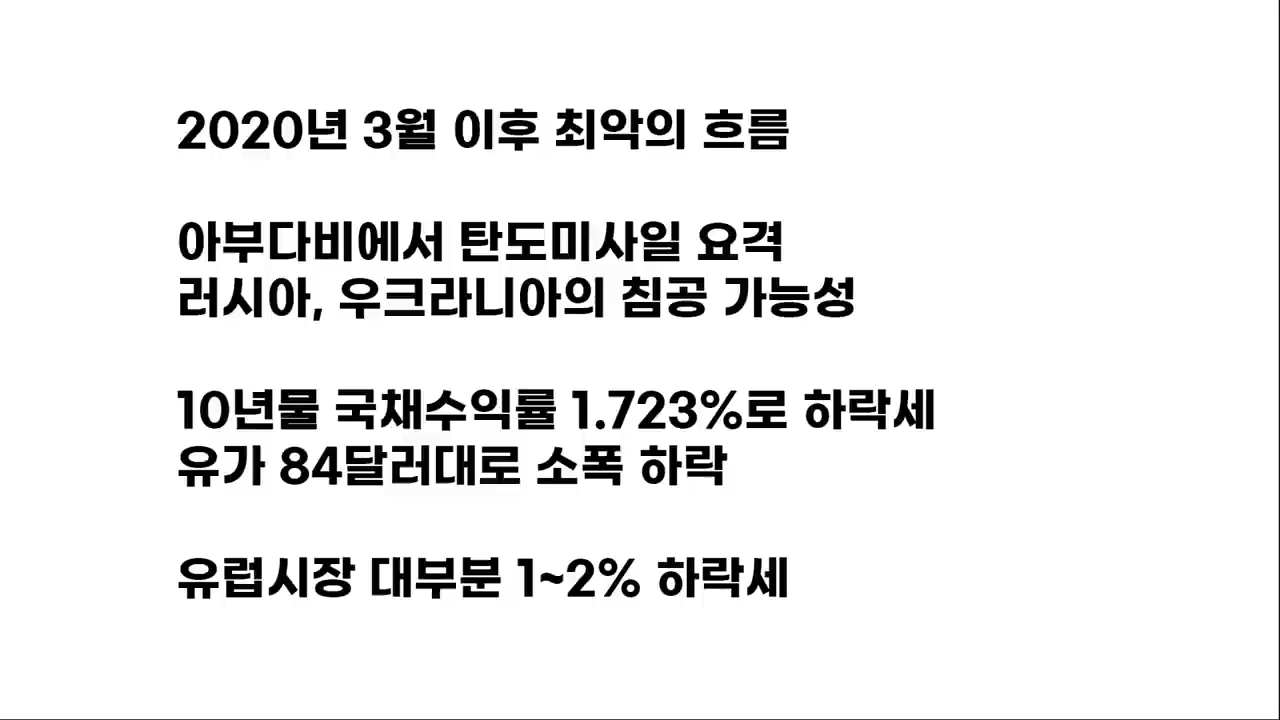 2020년 3월 이후 최악의 흐름
아부다비에서 탄도미사일 요격
러시아, 우크라니아의 침공 가능성
10년물 국채수익률 1.723%로 하락세
유가 84달러대로 소폭 하락
유럽시장 대부분 1~2% 하락세